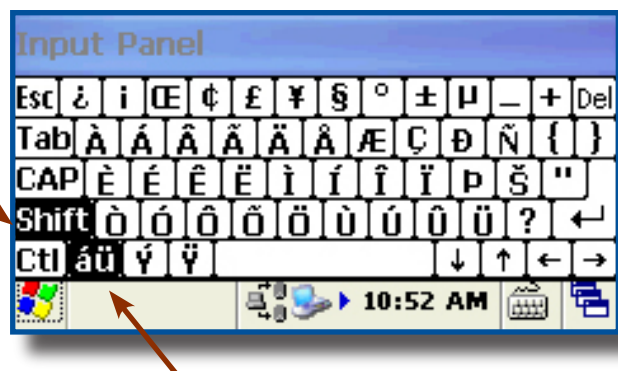 Input Panel
Esc ¿ ¡ Œ ¢ £ ¥ § ° ± µ _ + Del
Tab À Á Â Ã Ä Å Æ Ç Ð Ñ { }
CAP È É Ê Ë Ì Í Î Ï Þ Š "
Shift Ò Ó Ô Õ Ö Ù Ú Û Ü ? ↵
Ctl áü Ý Ÿ ↓ ↑ ← →
10:52 AM